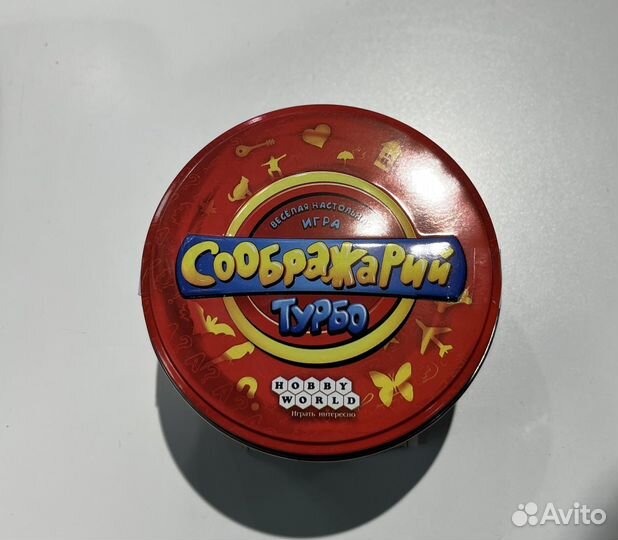 ВЕСЁЛАЯ НАСТОЛЬНАЯ
ИГРА
СООБРАЖАРИЙ
ТУРБО
HOBBY
WORLD
Играть интересно
Avito